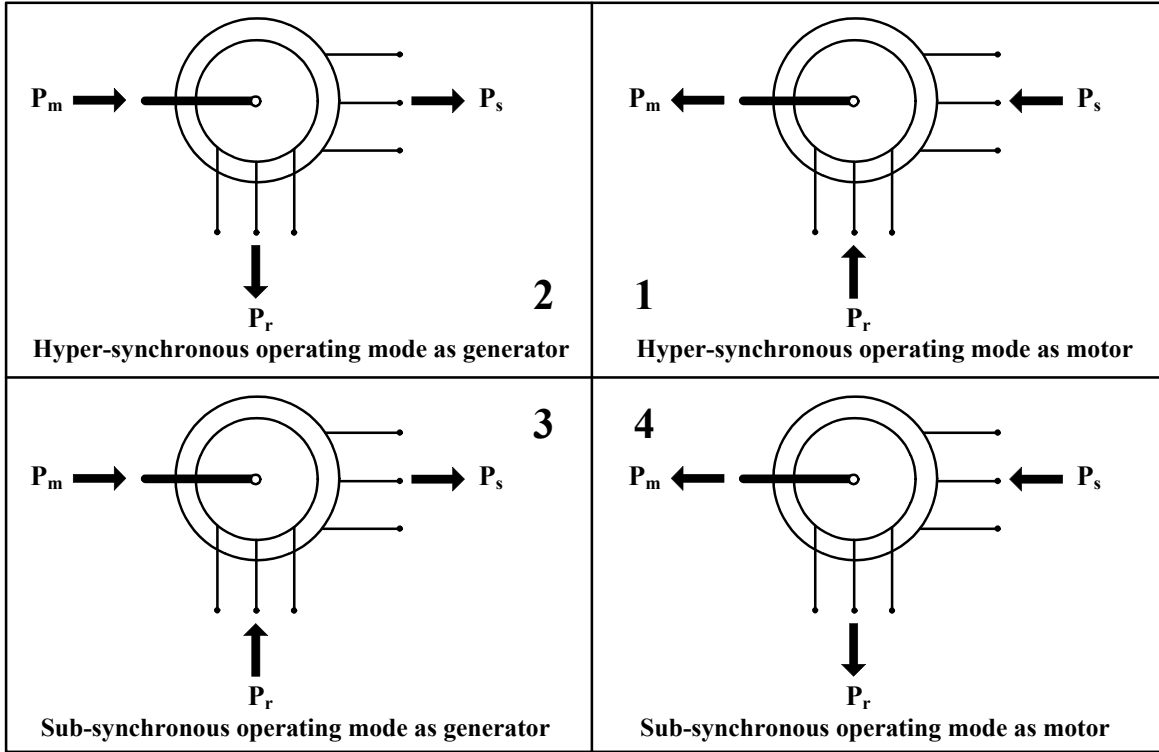 Pm
Ps
2
Pr
Hyper-synchronous operating mode as generator
Pm
Ps
1
Pr
Hyper-synchronous operating mode as motor
3
Pm
Ps
Pr
Sub-synchronous operating mode as generator
4
Pm
Ps
Pr
Sub-synchronous operating mode as motor